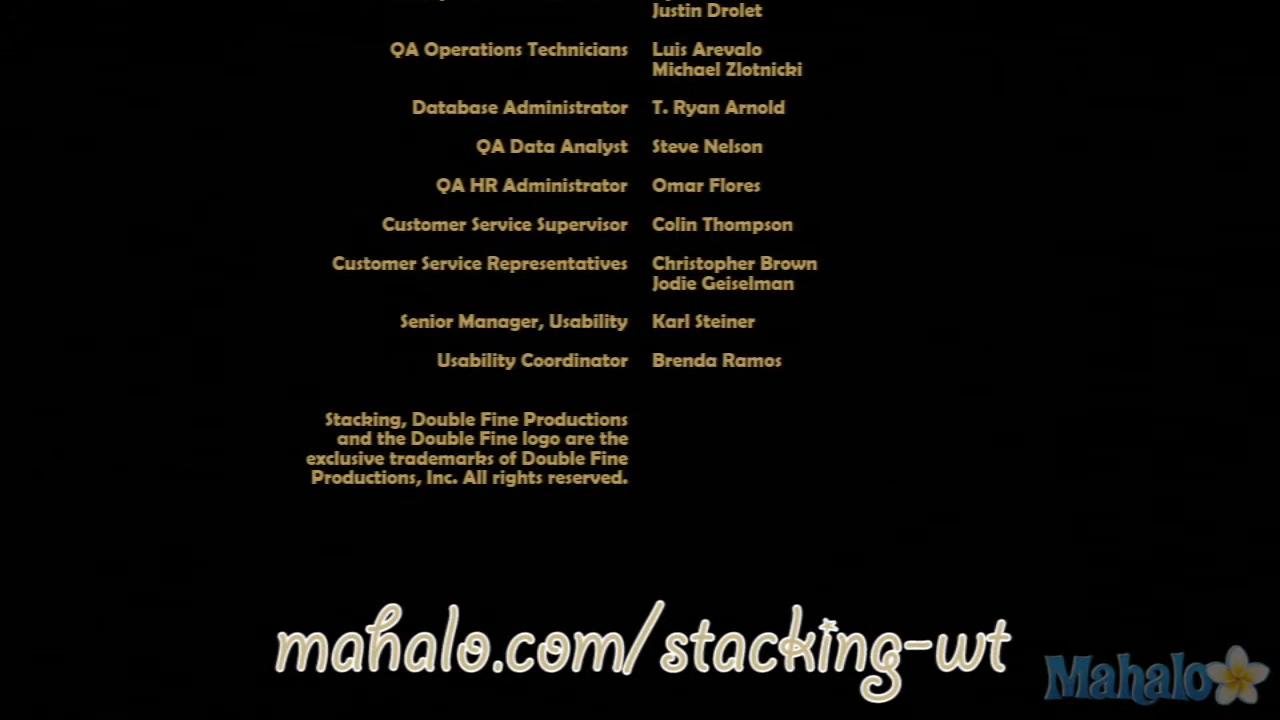 Justin Drolet
QA Operations Technicians Luis Arevalo
Michael Zlotnicki
Database Administrator T. Ryan Arnold
QA Data Analyst Steve Nelson
QA HR Administrator Omar Flores
Customer Service Supervisor Colin Thompson
Customer Service Representatives Christopher Brown
Jodie Geiselman
Senior Manager, Usability Karl Steiner
Usability Coordinator Brenda Ramos
Stacking, Double Fine Productions
and the Double Fine logo are the
exclusive trademarks of Double Fine
Productions, Inc. All rights reserved.
mahalo.com/stacking-wt
Mahalo